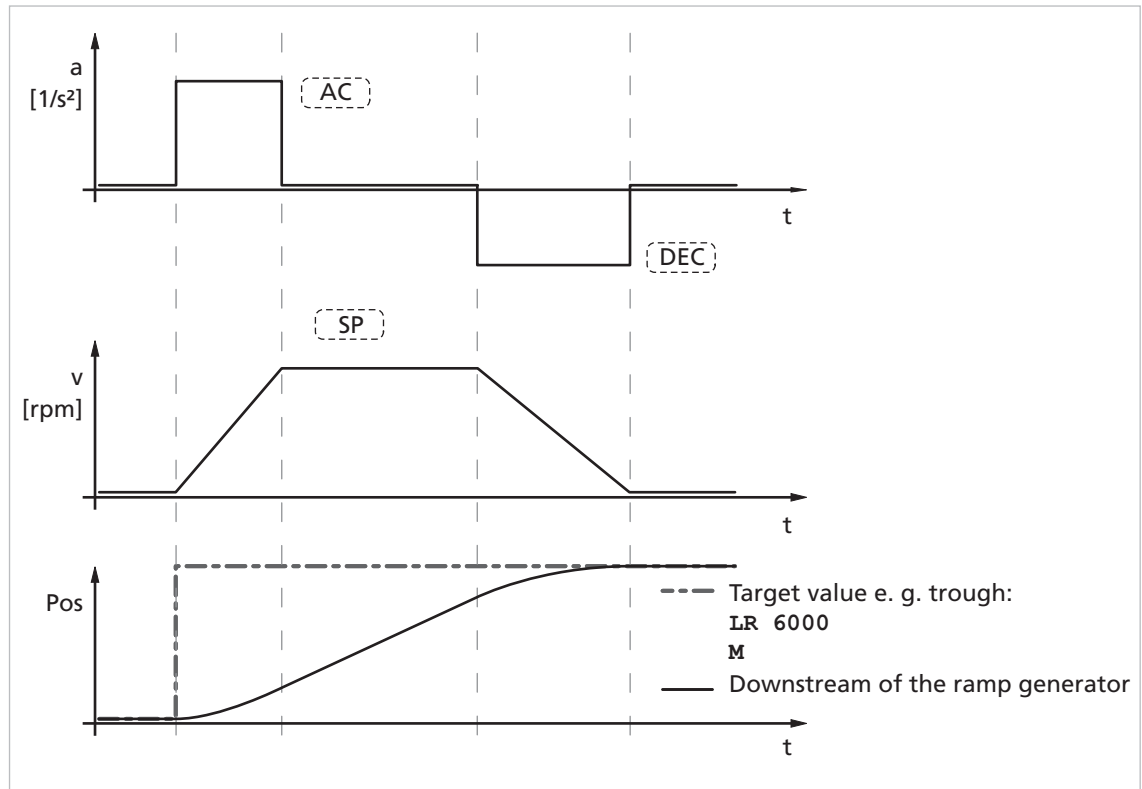 a
[1/s²]
AC
t
DEC
SP
v
[rpm]
t
Pos
Target value e. g. trough:
LR 6000
M
Downstream of the ramp generator
t